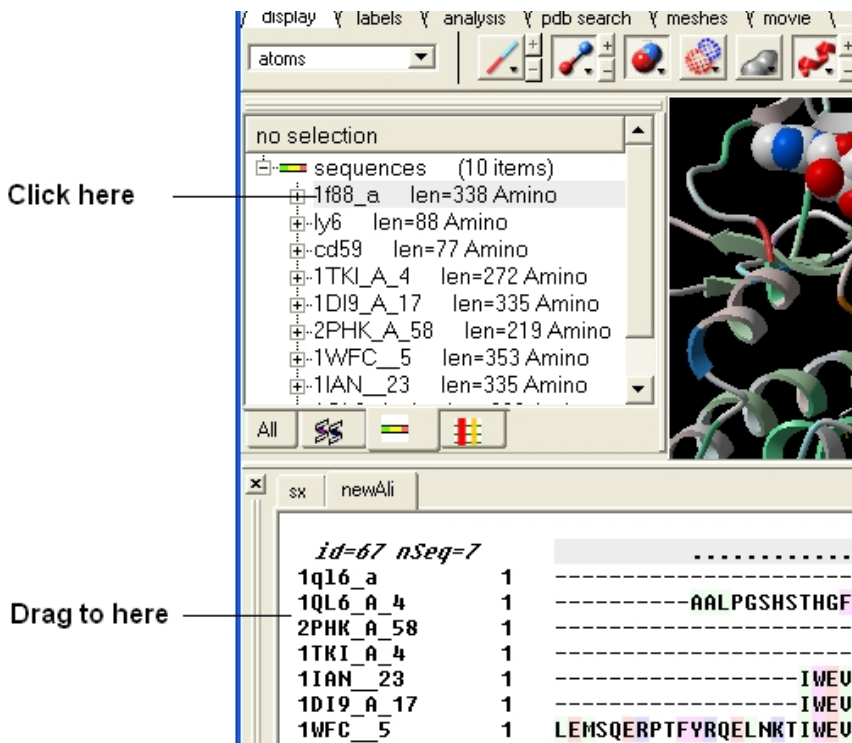 display labels analysis pdb search meshes movie
atoms
no selection
sequences (10 items)
Click here
1f88_a len=338 Amino
ly6 len=88 Amino
cd59 len=77 Amino
1TKI_A_4 len=272 Amino
1DI9_A_17 len=335 Amino
2PHK_A_58 len=219 Amino
1WFC__5 len=353 Amino
1IAN__23 len=335 Amino
All
sx newAli
id=67 nSeq=7 ............
1ql6_a 1 ----------------------
1QL6_A_4 1 ----------AALPGSHSTHGF
2PHK_A_58 1 ----------------------
1TKI_A_4 1 ----------------------
1IAN__23 1 ------------------IWEV
1DI9_A_17 1 ------------------IWEV
1WFC__5 1 LEMSQERPTFYRQELNKTIWEV
Drag to here